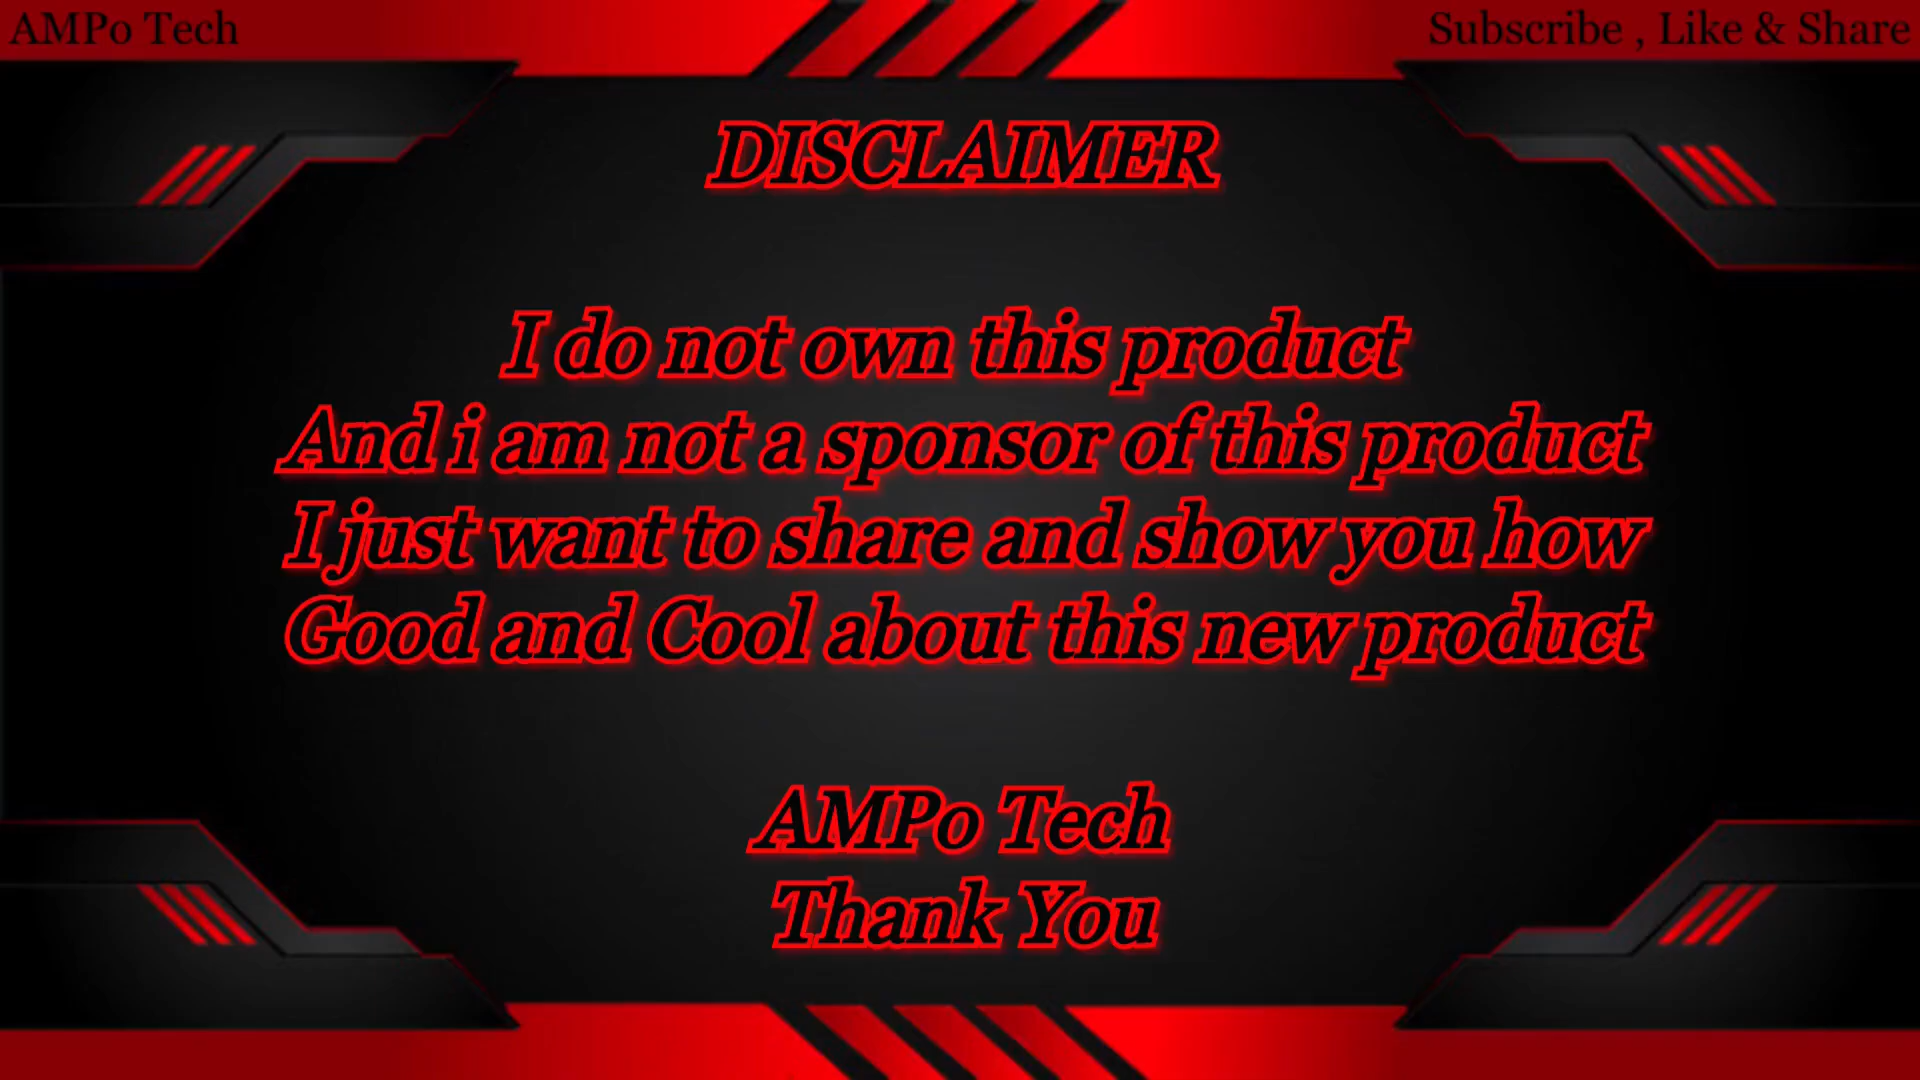 AMPo Tech
Subscribe , Like & Share
DISCLAIMER
I do not own this product
And i am not a sponsor of this product
I just want to share and show you how
Good and Cool about this new product
AMPo Tech
Thank You